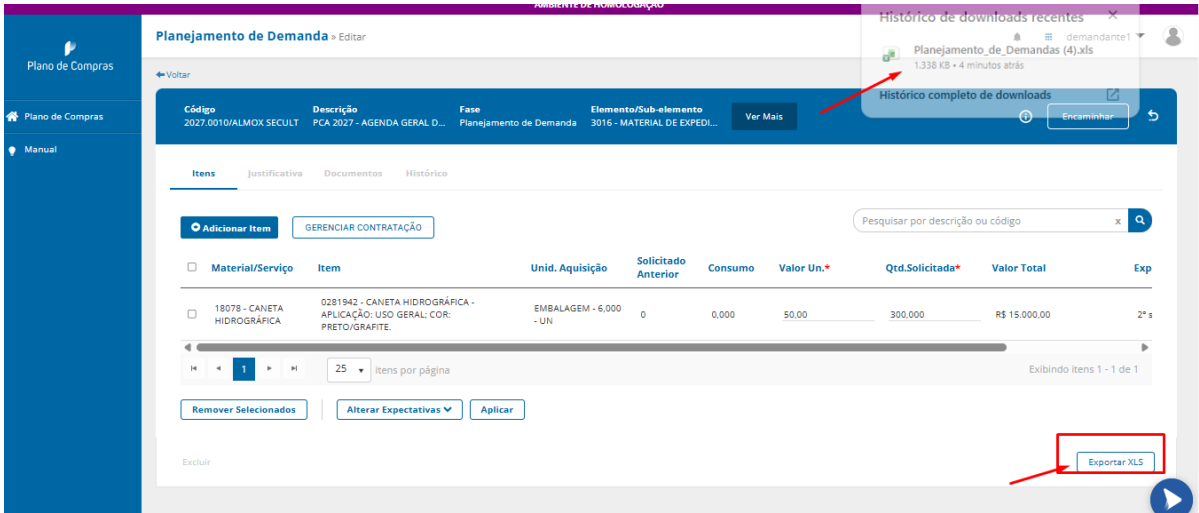 AMBIENTE DE HOMOLOGAÇÃO
Plano de Compras
Plano de Compras
Manual
Planejamento de Demanda » Editar
demandante1
Histórico de downloads recentes
Planejamento_de_Demandas (4).xls
1.338 KB • 4 minutos atrás
Histórico completo de downloads
Voltar
Código
2027.0010/ALMOX SECULT
Descrição
PCA 2027 - AGENDA GERAL D...
Fase
Planejamento de Demanda
Elemento/Sub-elemento
3016 - MATERIAL DE EXPEDI...
Ver Mais
Encaminhar
Itens Justificativa Documentos Histórico
Adicionar Item
GERENCIAR CONTRATAÇÃO
Pesquisar por descrição ou código x
Material/Serviço Item Unid. Aquisição Solicitado Anterior Consumo Valor Un.* Qtd.Solicitada* Valor Total Exp
18078 - CANETA
HIDROGRÁFICA
0281942 - CANETA HIDROGRÁFICA -
APLICAÇÃO: USO GERAL; COR:
PRETO/GRAFITE.
EMBALAGEM - 6,000
- UN
0 0,000 50,00 300,000 R$ 15.000,00 2ª s
1
25 itens por página
Exibindo itens 1 - 1 de 1
Remover Selecionados
Alterar Expectativas
Aplicar
Excluir
Exportar XLS